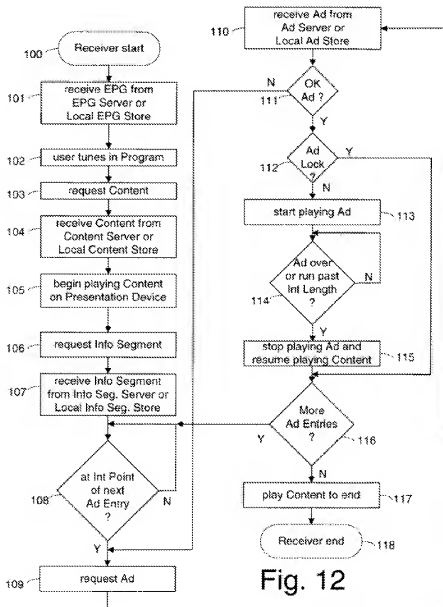 100
Receiver start
101
receive EPG from
EPG Server or
Local EPG Store
102
user tunes in Program
103
request Content
104
receive Content from
Content Server or
Local Content Store
105
begin playing Content
on Presentation Device
106
request Info Segment
107
receive Info Segment
from Info Seg. Server or
Local Info Seg. Store
108
at Int Point
of next
Ad Entry
?
N
Y
109
request Ad
110
receive Ad from
Ad Server or
Local Ad Store
N
OK
Ad ?
111
Y
112
Ad
Lock
?
Y
N
start playing Ad
113
Ad over
or run past
Int Length
?
N
114
Y
stop playing Ad and
resume playing Content
115
More
Ad Entries
?
Y
116
N
play Content to end
117
Receiver end
118
Fig. 12